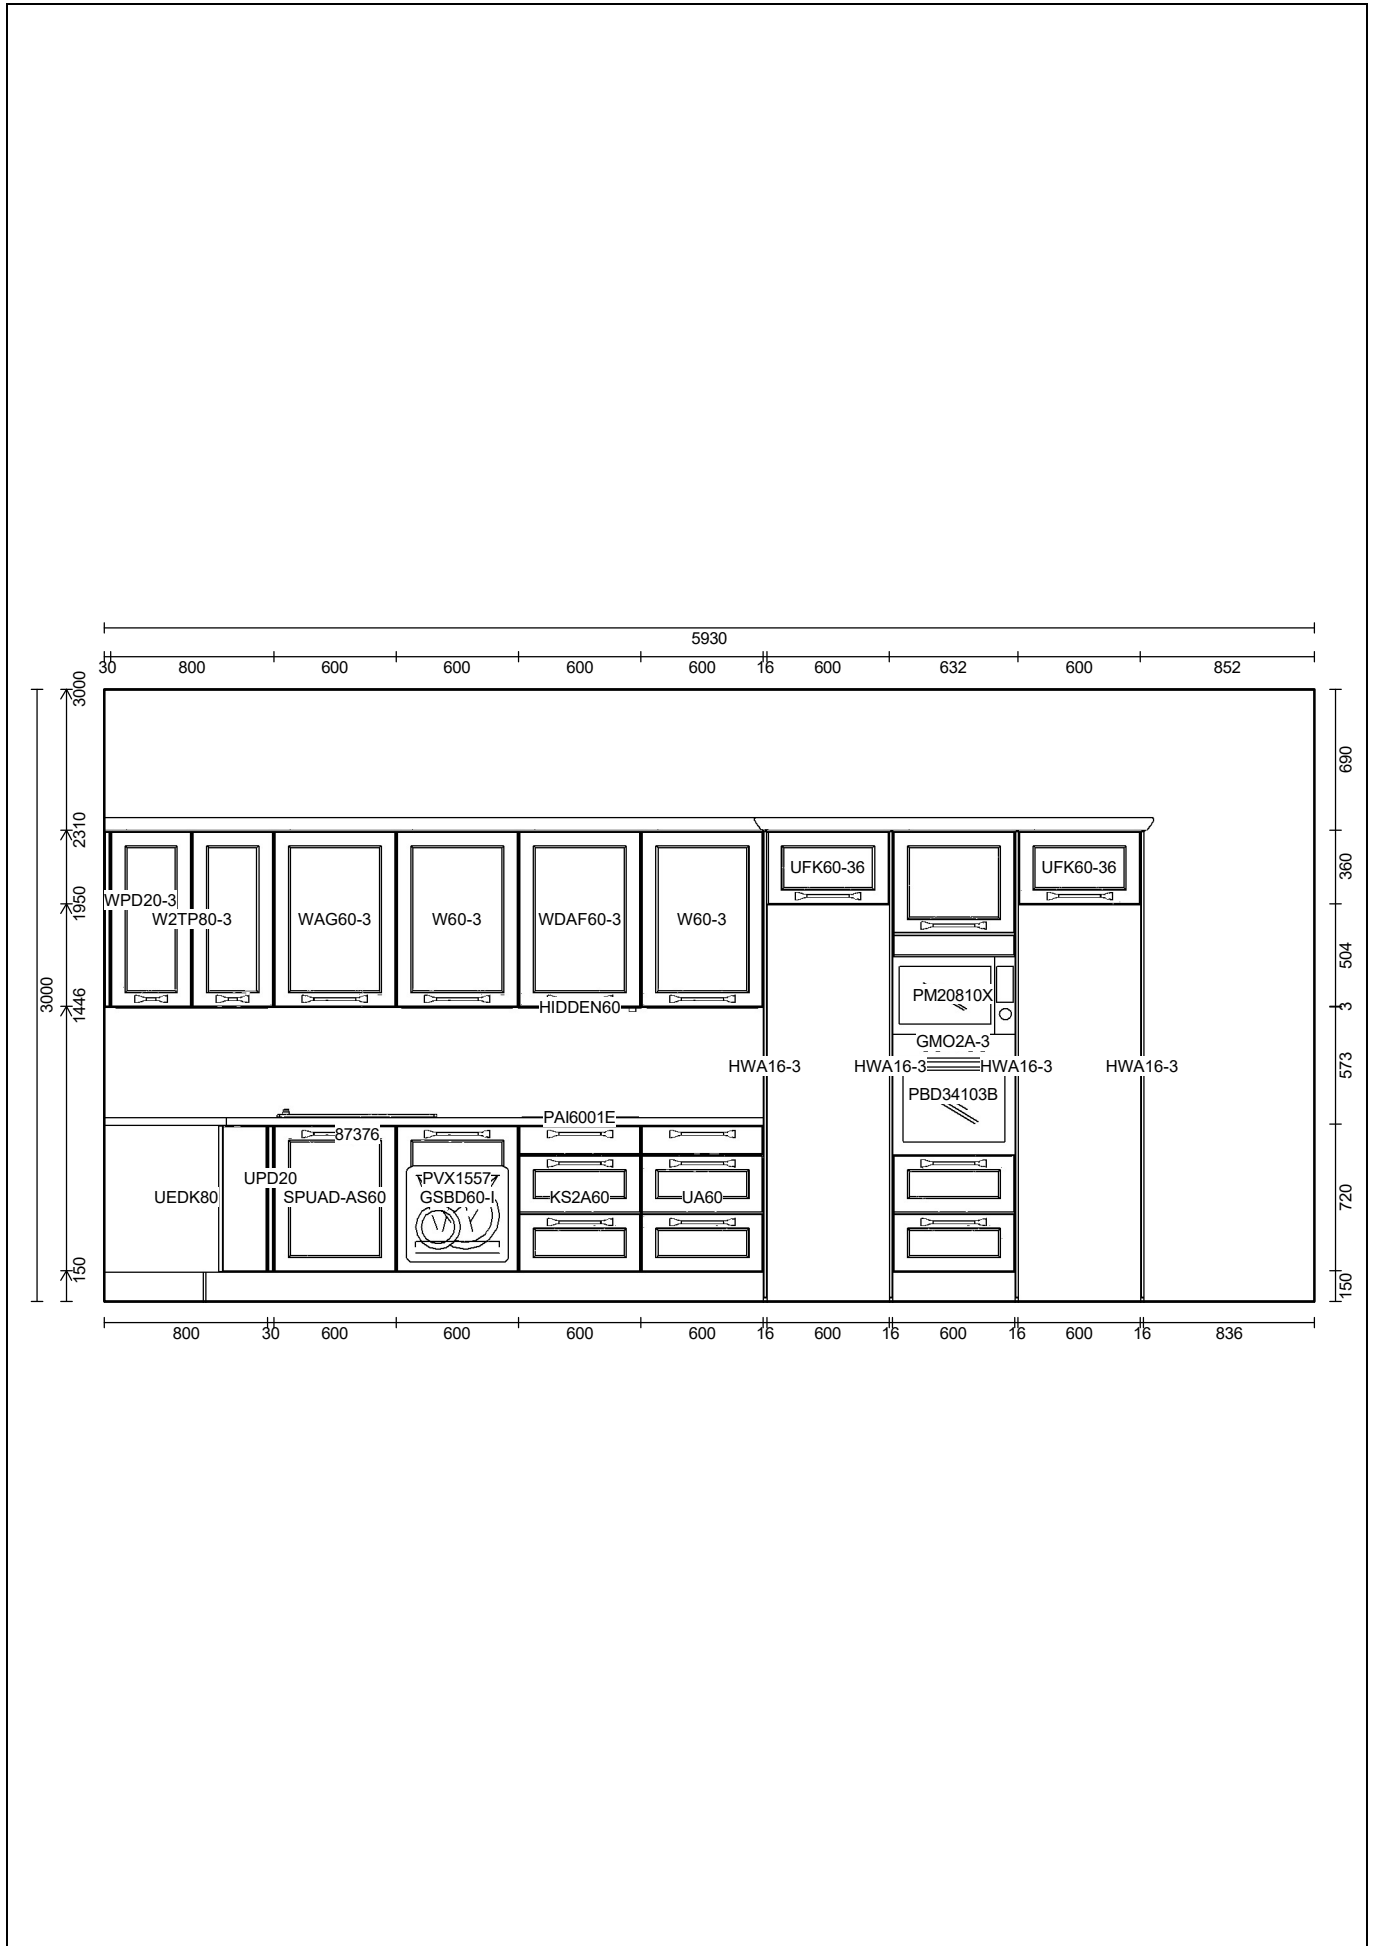 5930
30 800 600 600 600 600 16 600 632 600 852
3000
690
2310
UFK60-36 UFK60-36
360
1950
WPD20-3
W2TP80-3 WAG60-3 W60-3 WDAF60-3 W60-3
504
3000
PM20810X
1446
HIDDEN60
3
GMO2A-3
573
HWA16-3 HWA16-3 HWA16-3 HWA16-3
PBD34103B
PAI6001E
87376
UPD20 PVX1557
UEDK80 SPUAD-AS60 GSBD60-I KS2A60 UA60
720
150
150
800 30 600 600 600 600 16 600 16 600 16 600 16 836